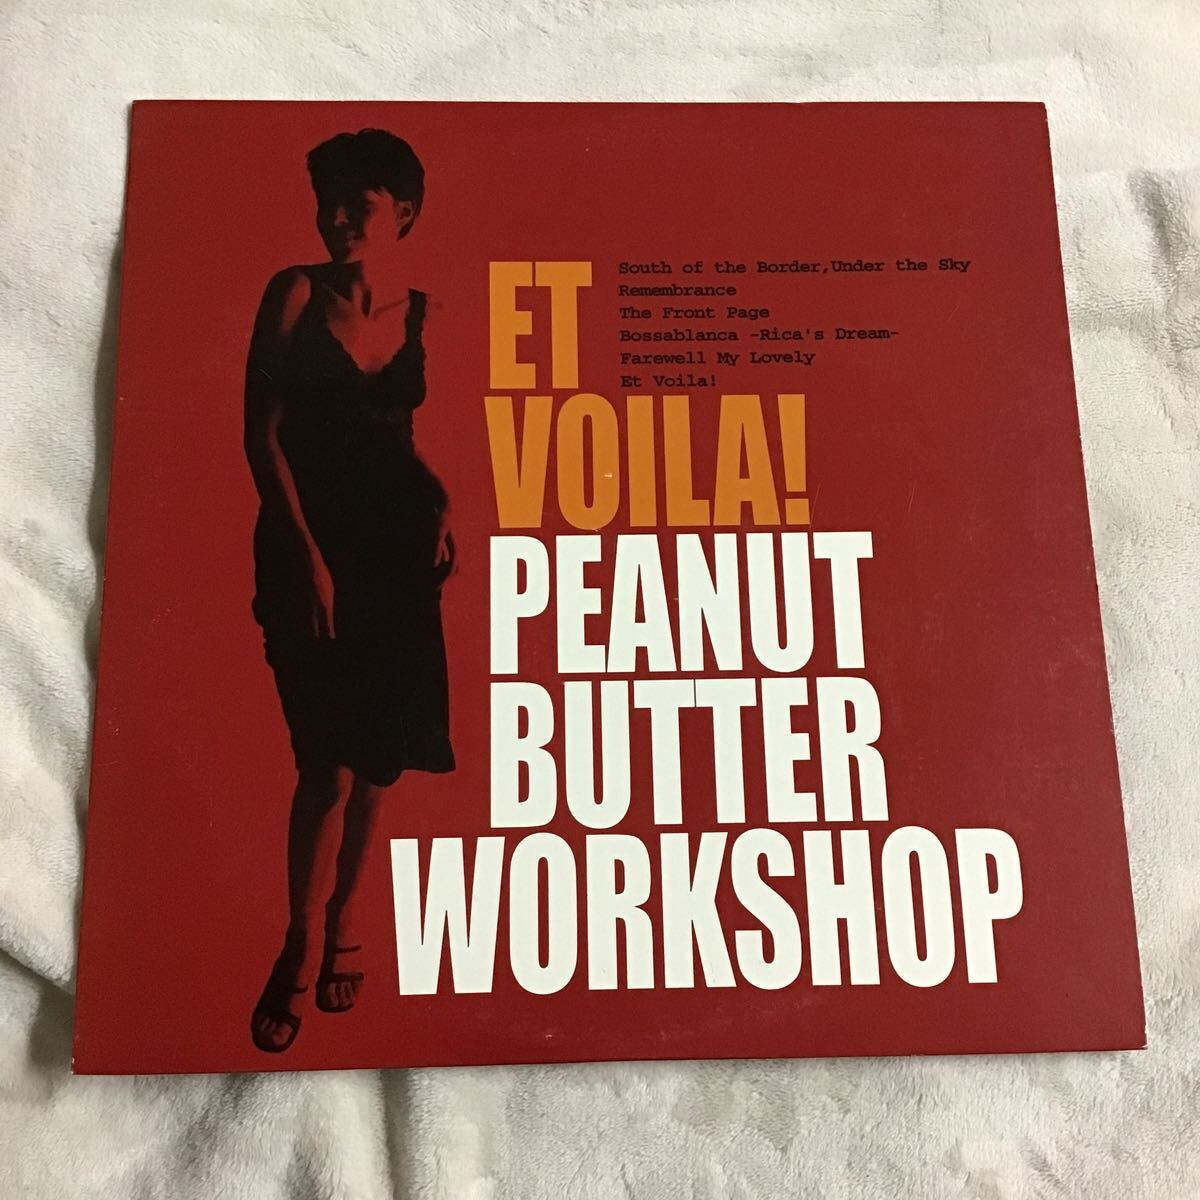 ET
VOILA!
South of the Border,Under the Sky
Remembrance
The Front Page
Bossablanca -Rica's Dream-
Farewell My Lovely
Et Voila!
PEANUT
BUTTER
WORKSHOP